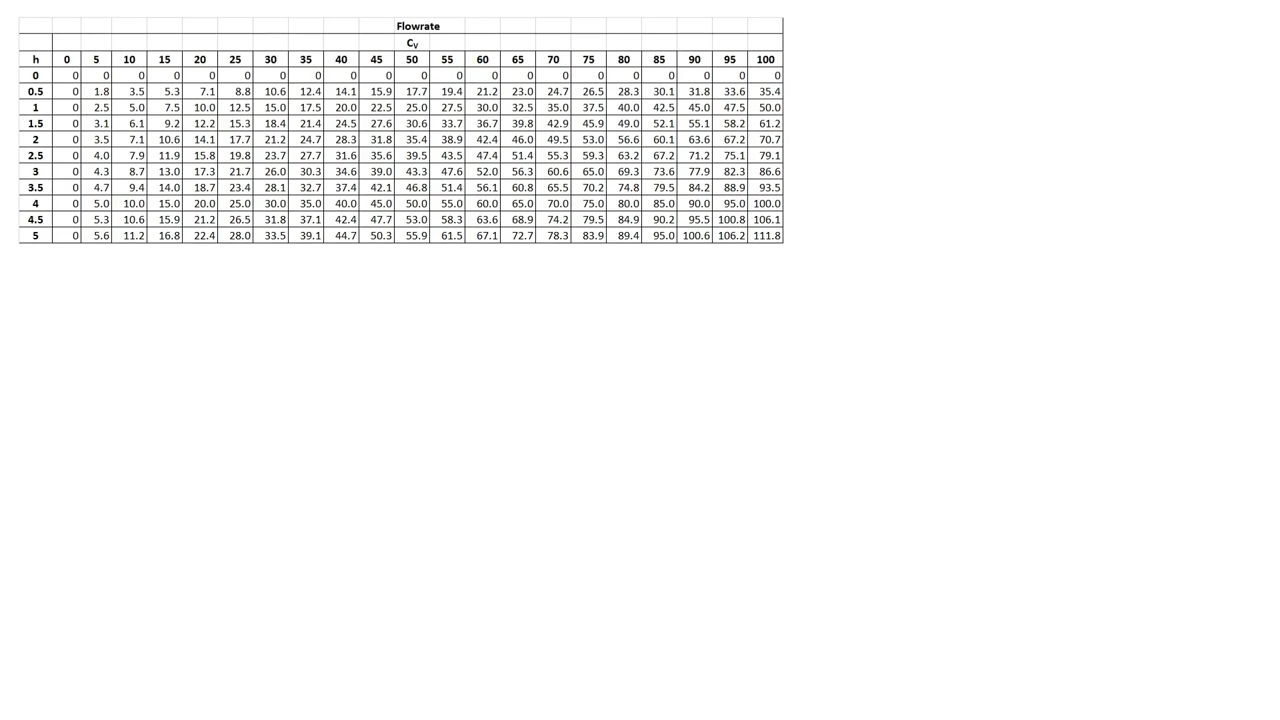 Flowrate
Cv
h 0 5 10 15 20 25 30 35 40 45 50 55 60 65 70 75 80 85 90 95 100
0 0 0 0 0 0 0 0 0 0 0 0 0 0 0 0 0 0 0 0 0 0
0.5 0 1.8 3.5 5.3 7.1 8.8 10.6 12.4 14.1 15.9 17.7 19.4 21.2 23.0 24.7 26.5 28.3 30.1 31.8 33.6 35.4
1 0 2.5 5.0 7.5 10.0 12.5 15.0 17.5 20.0 22.5 25.0 27.5 30.0 32.5 35.0 37.5 40.0 42.5 45.0 47.5 50.0
1.5 0 3.1 6.1 9.2 12.2 15.3 18.4 21.4 24.5 27.6 30.6 33.7 36.7 39.8 42.9 45.9 49.0 52.1 55.1 58.2 61.2
2 0 3.5 7.1 10.6 14.1 17.7 21.2 24.7 28.3 31.8 35.4 38.9 42.4 46.0 49.5 53.0 56.6 60.1 63.6 67.2 70.7
2.5 0 4.0 7.9 11.9 15.8 19.8 23.7 27.7 31.6 35.6 39.5 43.5 47.4 51.4 55.3 59.3 63.2 67.2 71.2 75.1 79.1
3 0 4.3 8.7 13.0 17.3 21.7 26.0 30.3 34.6 39.0 43.3 47.6 52.0 56.3 60.6 65.0 69.3 73.6 77.9 82.3 86.6
3.5 0 4.7 9.4 14.0 18.7 23.4 28.1 32.7 37.4 42.1 46.8 51.4 56.1 60.8 65.5 70.2 74.8 79.5 84.2 88.9 93.5
4 0 5.0 10.0 15.0 20.0 25.0 30.0 35.0 40.0 45.0 50.0 55.0 60.0 65.0 70.0 75.0 80.0 85.0 90.0 95.0 100.0
4.5 0 5.3 10.6 15.9 21.2 26.5 31.8 37.1 42.4 47.7 53.0 58.3 63.6 68.9 74.2 79.5 84.9 90.2 95.5 100.8 106.1
5 0 5.6 11.2 16.8 22.4 28.0 33.5 39.1 44.7 50.3 55.9 61.5 67.1 72.7 78.3 83.9 89.4 95.0 100.6 106.2 111.8